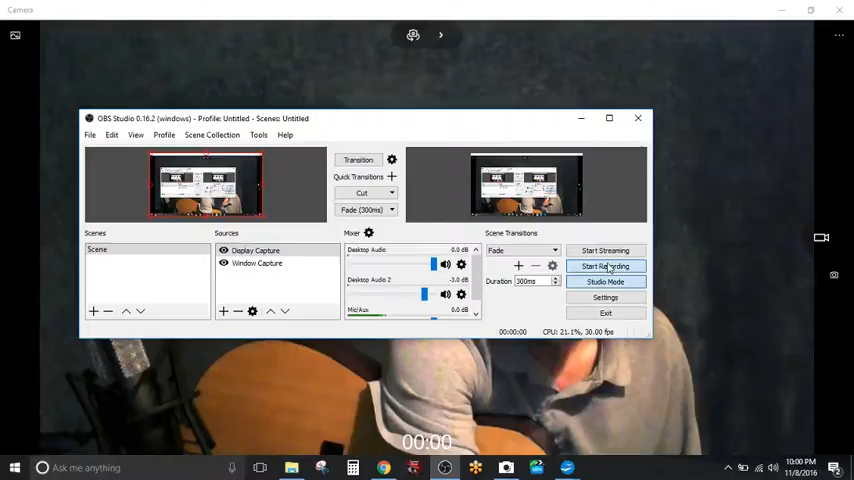 Camera
OBS Studio 0.16.2 (windows) - Profile: Untitled - Scenes: Untitled
File Edit View Profile Scene Collection Tools Help
Transition
Quick Transitions
Cut
Fade (300ms)
Scenes
Scene
Sources
Display Capture
Window Capture
Mixer
Desktop Audio 0.0 dB
Desktop Audio 2 -3.0 dB
Mic/Aux 0.0 dB
Scene Transitions
Fade
Duration 300ms
Start Streaming
Start Recording
Studio Mode
Settings
Exit
00:00:00 CPU: 21.1%, 30.00 fps
00:00
Ask me anything
10:00 PM
11/8/2016
2